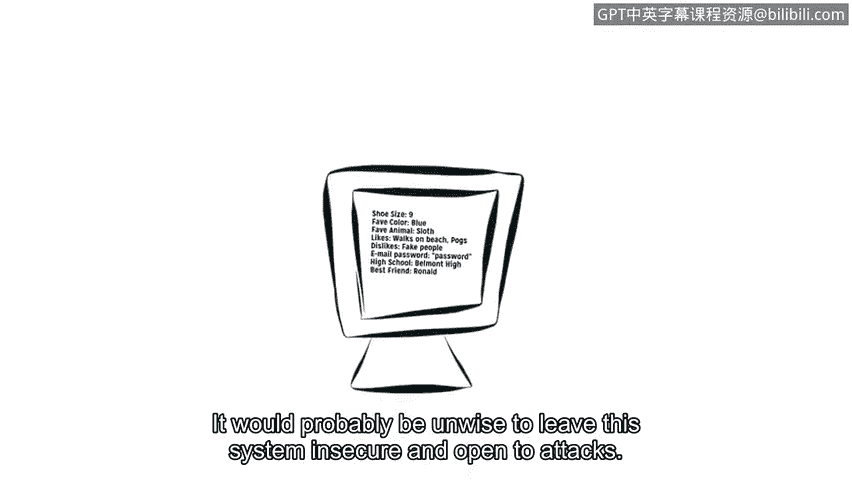 GPT中英字幕课程资源@bilibili.com
Shoe Size: 9
Fave Color: Blue
Fave Animal: Sloth
Likes: Walks on beach, Pogs
Dislikes: Fake people
E-mail password: "password"
High School: Belmont High
Best Friend: Ronald
It would probably be unwise to leave this
system insecure and open to attacks.